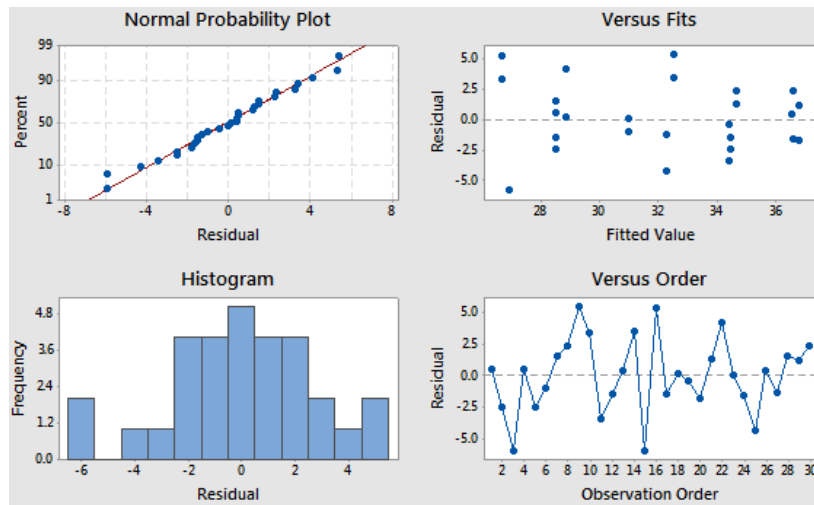 Normal Probability Plot
99
90
50
10
1
Percent
-8 -4 0 4 8
Residual
Versus Fits
5.0
2.5
0.0
-2.5
-5.0
Residual
28 30 32 34 36
Fitted Value
Histogram
4.8
3.6
2.4
1.2
0.0
Frequency
-6 -4 -2 0 2 4
Residual
Versus Order
5.0
2.5
0.0
-2.5
-5.0
Residual
2 4 6 8 10 12 14 16 18 20 22 24 26 28 30
Observation Order